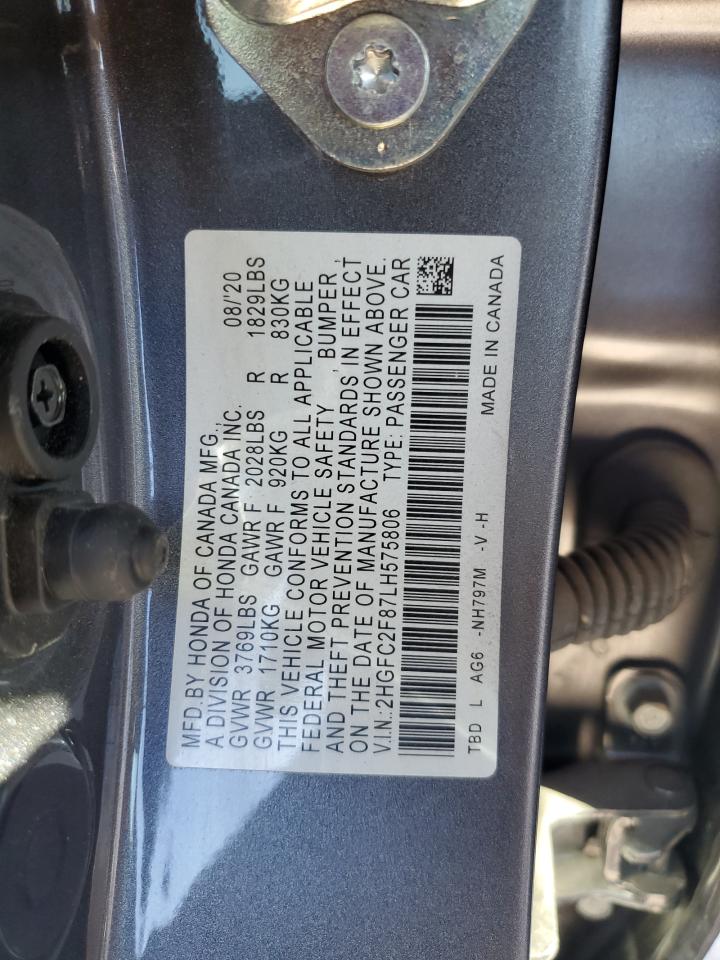 MFD.BY HONDA OF CANADA MFG.,
A DIVISION OF HONDA CANADA INC. 08/'20
GVWR 3769LBS GAWR F 2028LBS R 1829LBS
GVWR 1710KG GAWR F 920KG R 830KG
THIS VEHICLE CONFORMS TO ALL APPLICABLE
FEDERAL MOTOR VEHICLE SAFETY , BUMPER ,
AND THEFT PREVENTION STANDARDS IN EFFECT
ON THE DATE OF MANUFACTURE SHOWN ABOVE.
V.I.N.:2HGFC2F87LH575806 TYPE: PASSENGER CAR
TBD L AG6 -NH797M -V -H MADE IN CANADA